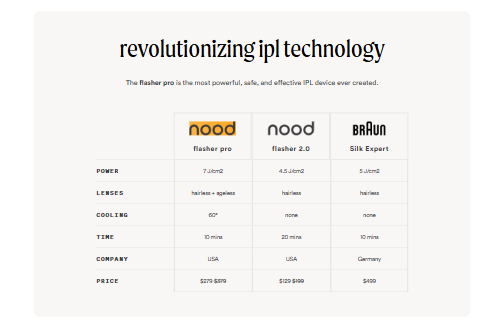 revolutionizing ipl technology
The flasher pro is the most powerful, safe, and effective IPL device ever created.
nood nood BRAUN
flasher pro flasher 2.0 Silk Expert
POWER 7 J/cm2 4.5 J/cm2 5 J/cm2
LENSES hairless + ageless hairless hairless
COOLING 60° none none
TIME 10 mins 20 mins 10 mins
COMPANY USA USA Germany
PRICE $279 $379 $129 $199 $499